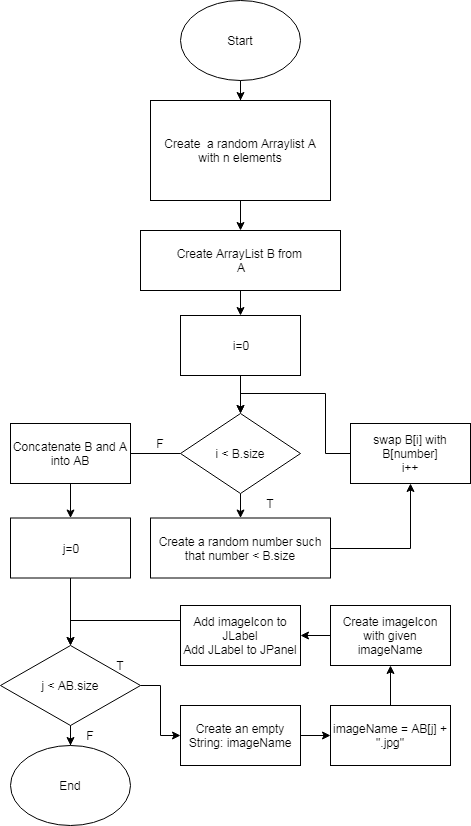 Start
Create  a random Arraylist A
with n elements
Create ArrayList B from
A
i=0
i < B.size
F
T
Concatenate B and A
into AB
swap B[i] with
B[number]
i++
Create a random number such
that number < B.size
j=0
Add imageIcon to
JLabel
Add JLabel to JPanel
Create imageIcon
with given
imageName
j < AB.size
T
F
Create an empty
String: imageName
imageName = AB[j] +
".jpg"
End